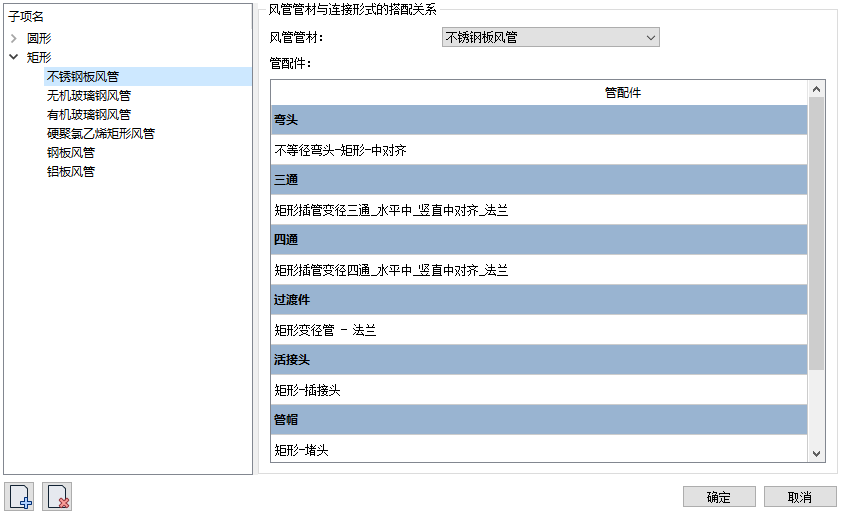 子项名
圆形
矩形
不锈钢板风管
无机玻璃钢风管
有机玻璃钢风管
硬聚氯乙烯矩形风管
钢板风管
铝板风管
风管管材与连接形式的搭配关系
风管管材：
不锈钢板风管
管配件：
管配件
弯头
不等径弯头-矩形-中对齐
三通
矩形插管变径三通_水平中_竖直中对齐_法兰
四通
矩形插管变径四通_水平中_竖直中对齐_法兰
过渡件
矩形变径管 - 法兰
活接头
矩形-插接头
管帽
矩形-堵头
确定
取消